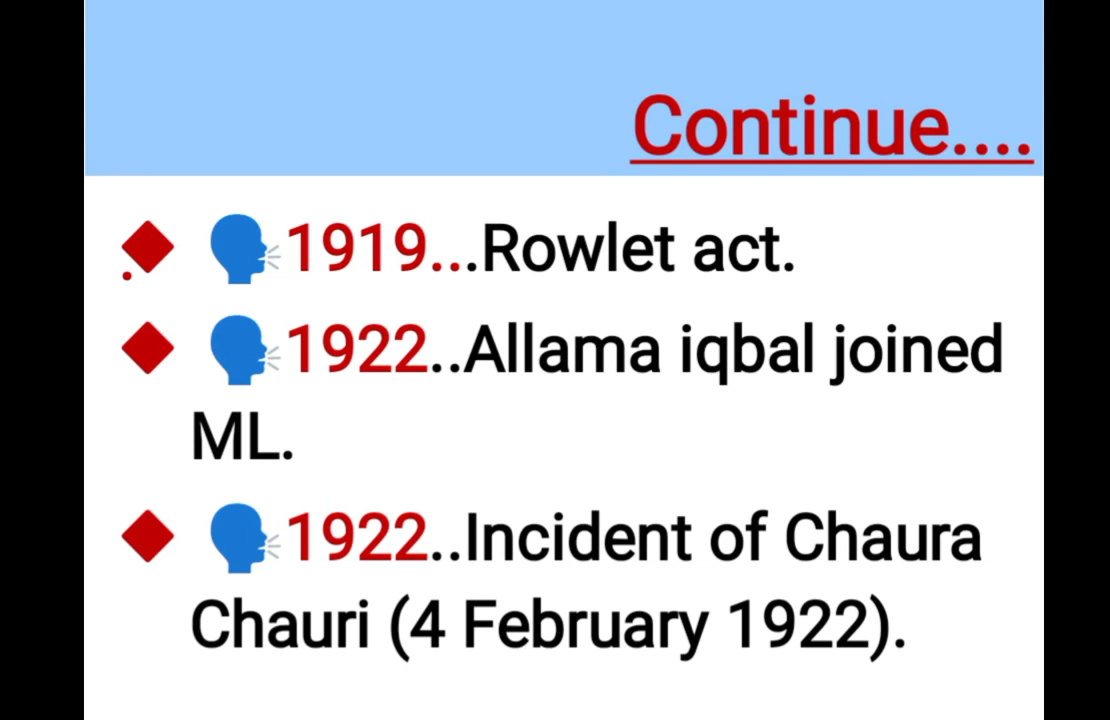 Continue....
1919...Rowlet act.
1922..Allama iqbal joined
ML.
1922..Incident of Chaura
Chauri (4 February 1922).